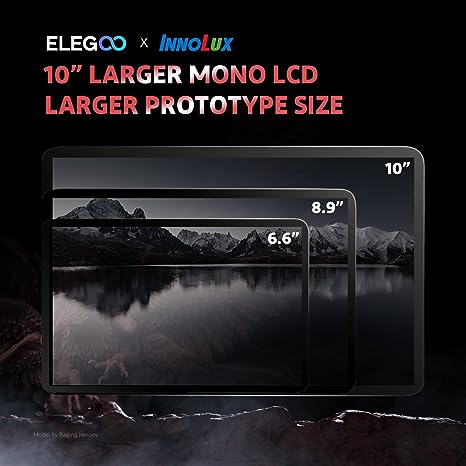 ELEGOO x INNOLUX
10” LARGER MONO LCD
LARGER PROTOTYPE SIZE
10”
8.9”
6.6”
Model by Raging Heroes